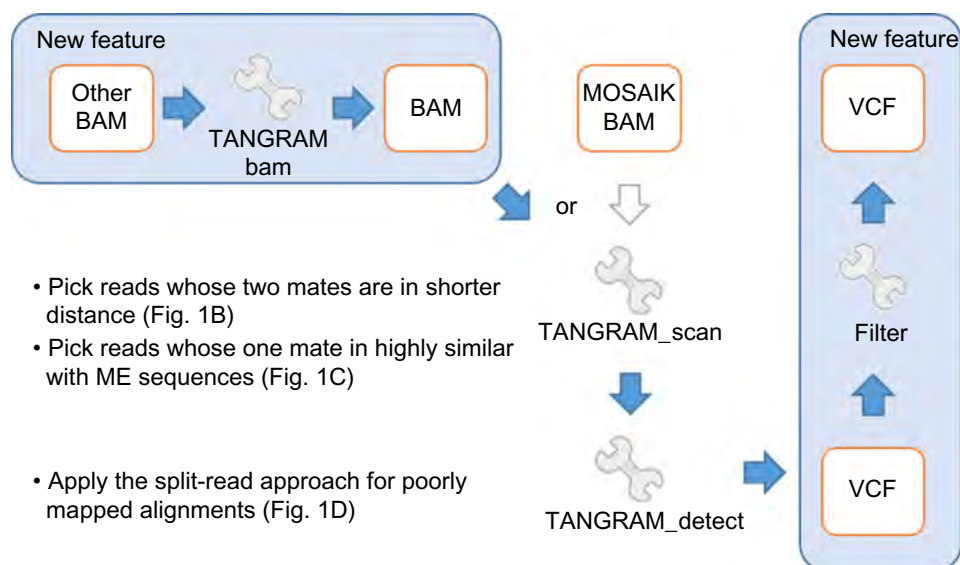 New feature
Other
BAM
TANGRAM
bam
BAM
MOSAIK
BAM
or
• Pick reads whose two mates are in shorter
distance (Fig. 1B)
• Pick reads whose one mate in highly similar
with ME sequences (Fig. 1C)
• Apply the split-read approach for poorly
mapped alignments (Fig. 1D)
TANGRAM_scan
TANGRAM_detect
New feature
VCF
Filter
VCF